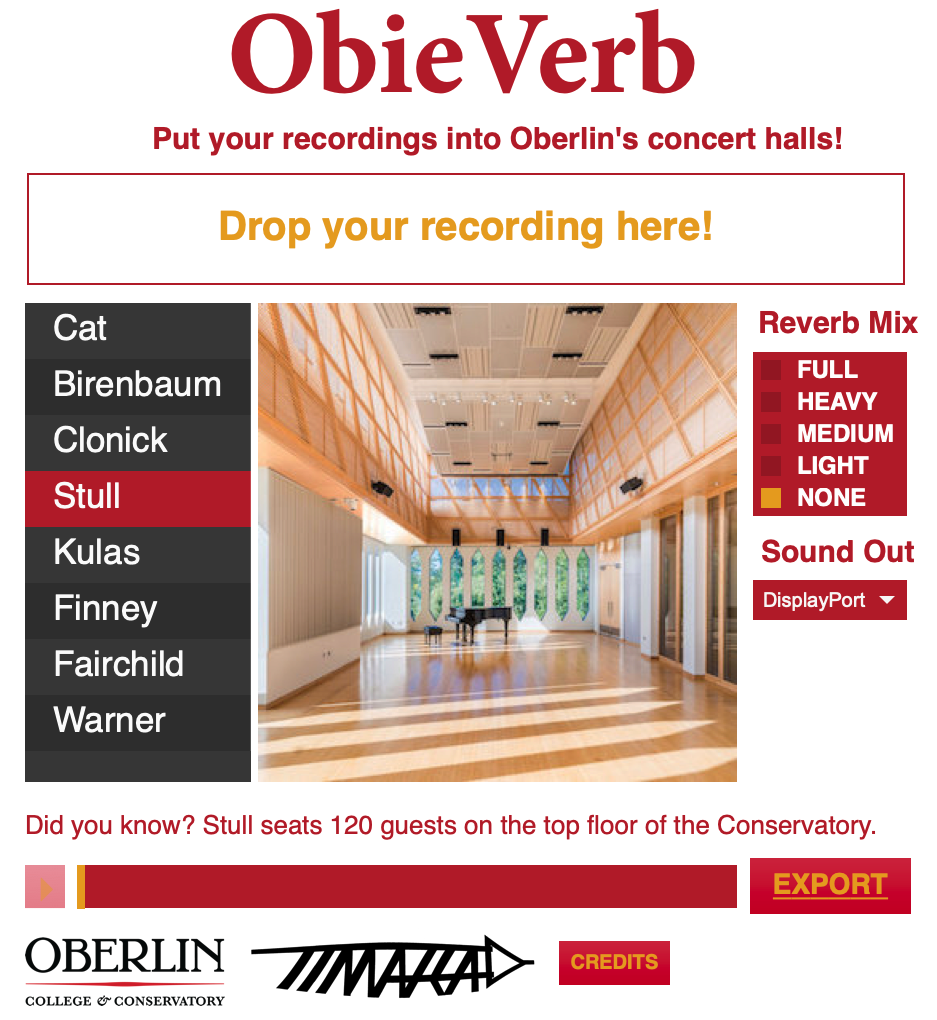 ObieVerb
Put your recordings into Oberlin's concert halls!
Drop your recording here!
Cat
Birenbaum
Clonick
Stull
Kulas
Finney
Fairchild
Warner
Reverb Mix
FULL
HEAVY
MEDIUM
LIGHT
NONE
Sound Out
DisplayPort
Did you know? Stull seats 120 guests on the top floor of the Conservatory.
EXPORT
OBERLIN
COLLEGE & CONSERVATORY
TIMARA
CREDITS